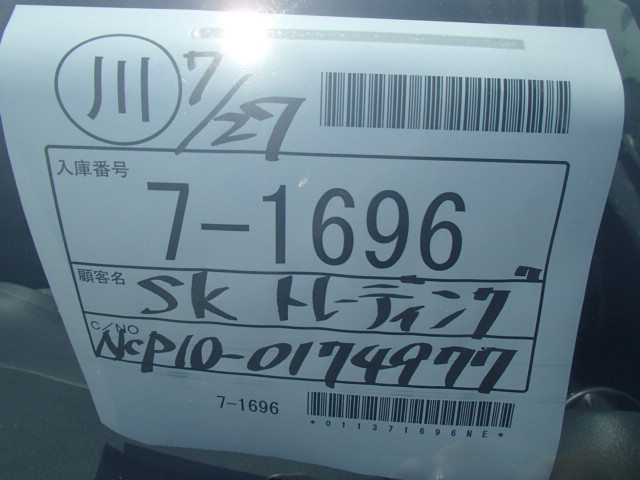 川 7/27
入庫番号
7-1696
顧客名 SK トレーディング
C/NO
NCP10-0174977
7-1696
*011371696NE*